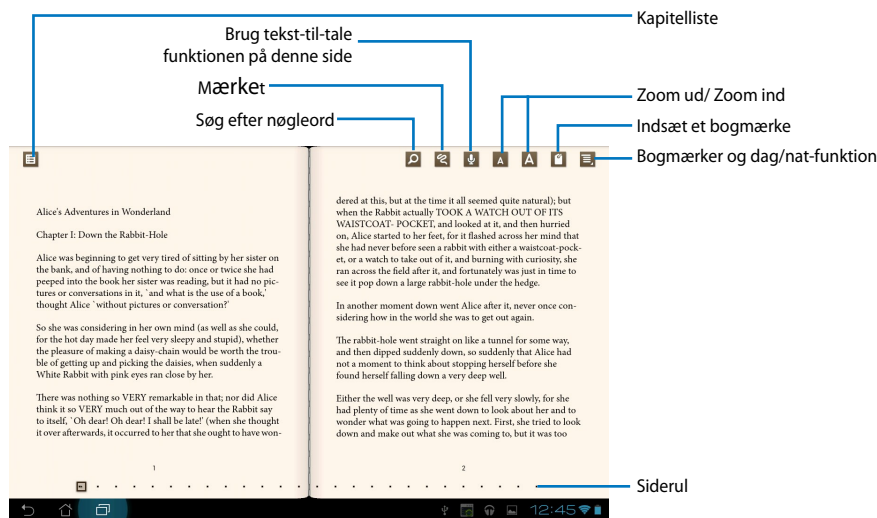 Kapitelliste
Brug tekst-til-tale
funktionen på denne side
Mærket
Søg efter nøgleord
Zoom ud/ Zoom ind
Indsæt et bogmærke
Bogmærker og dag/nat-funktion
A
A
Alice's Adventures in Wonderland
Chapter I: Down the Rabbit-Hole
Alice was beginning to get very tired of sitting by her sister on
the bank, and of having nothing to do: once or twice she had
peeped into the book her sister was reading, but it had no pic-
tures or conversations in it, `and what is the use of a book,'
thought Alice `without pictures or conversation?'
So she was considering in her own mind (as well as she could,
for the hot day made her feel very sleepy and stupid), whether
the pleasure of making a daisy-chain would be worth the trou-
ble of getting up and picking the daisies, when suddenly a
White Rabbit with pink eyes ran close by her.
There was nothing so VERY remarkable in that; nor did Alice
think it so VERY much out of the way to hear the Rabbit say
to itself, `Oh dear! Oh dear! I shall be late!' (when she thought
it over afterwards, it occurred to her that she ought to have won-
1
dered at this, but at the time it all seemed quite natural); but
when the Rabbit actually TOOK A WATCH OUT OF ITS
WAISTCOAT- POCKET, and looked at it, and then hurried
on, Alice started to her feet, for it flashed across her mind that
she had never before seen a rabbit with either a waistcoat-pock-
et, or a watch to take out of it, and burning with curiosity, she
ran across the field after it, and fortunately was just in time to
see it pop down a large rabbit-hole under the hedge.
In another moment down went Alice after it, never once con-
sidering how in the world she was to get out again.
The rabbit-hole went straight on like a tunnel for some way,
and then dipped suddenly down, so suddenly that Alice had
not a moment to think about stopping herself before she
found herself falling down a very deep well.
Either the well was very deep, or she fell very slowly, for she
had plenty of time as she went down to look about her and to
wonder what was going to happen next. First, she tried to look
down and make out what she was coming to, but it was too
2
Siderul
12:45